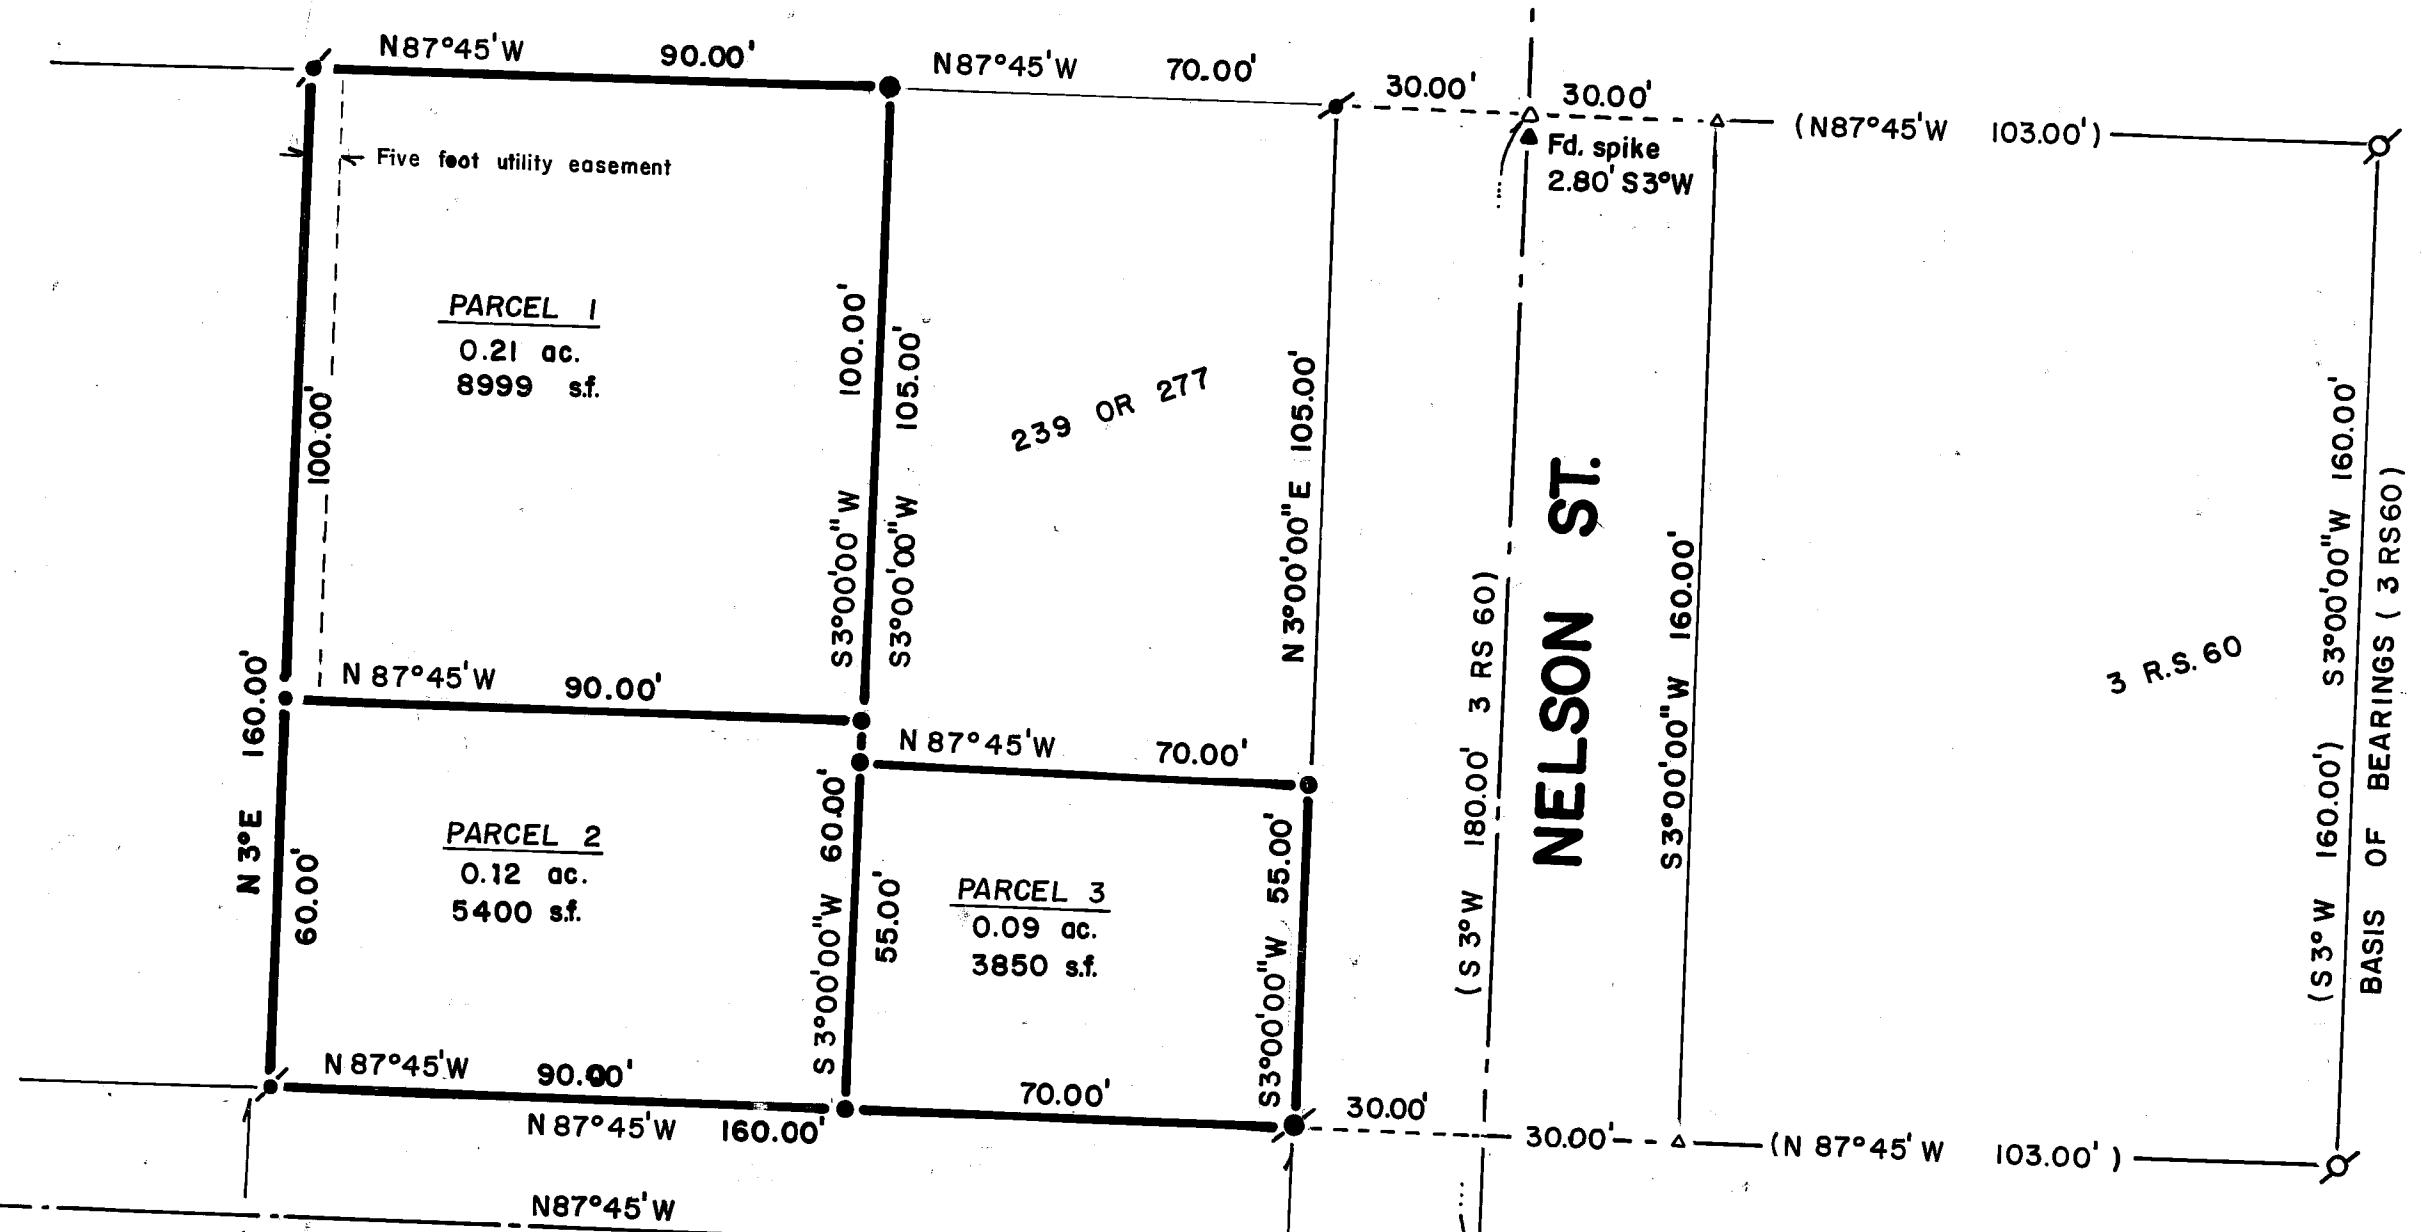 N87°45'W 90.00'
N87°45'W 70.00'
30.00'
30.00'
(N87°45'W 103.00')
Fd. spike
2.80' S3°W
Five foot utility easement
PARCEL 1
0.21 ac.
8999 s.f.
100.00'
S3°00'00"W 100.00'
S3°00'00"W 105.00'
239 OR 277
N3°00'00"E 105.00'
(S 3°W 180.00' 3 RS 60)
NELSON ST.
S3°00'00"W 160.00'
3 R.S. 60
(S 3° W 160.00') S3°00'00"W 160.00'
BASIS OF BEARINGS ( 3 RS60)
N 87°45'W 90.00'
N 87°45'W 70.00'
N 3°E 160.00'
60.00'
PARCEL 2
0.12 ac.
5400 s.f.
S 3°00'00"W 60.00'
55.00'
PARCEL 3
0.09 ac.
3850 s.f.
S3°00'00"W 55.00'
N 87°45'W 90.00'
70.00'
N 87°45'W 160.00'
30.00'
30.00'
(N 87°45' W 103.00' )
N87°45'W